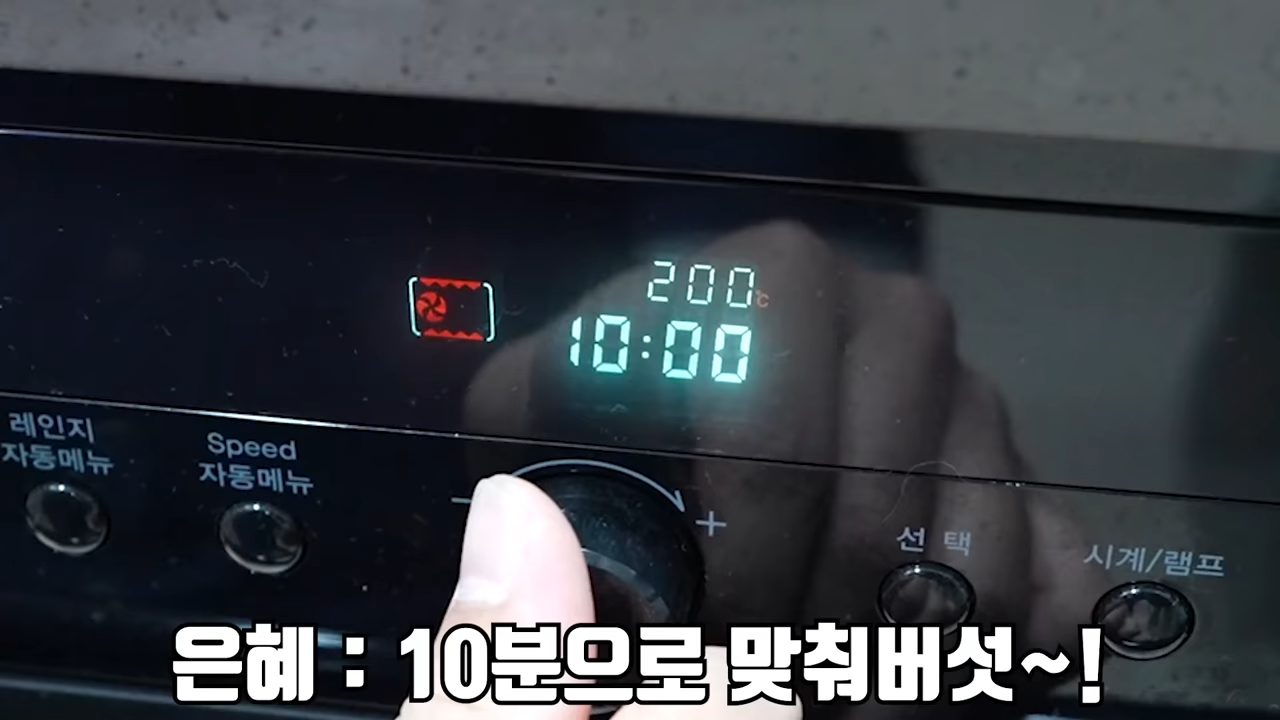 200℃
10:00
레인지
자동메뉴
Speed
자동메뉴
- +
선 택
시계/램프
은혜 : 10분으로 맞춰버섯~!